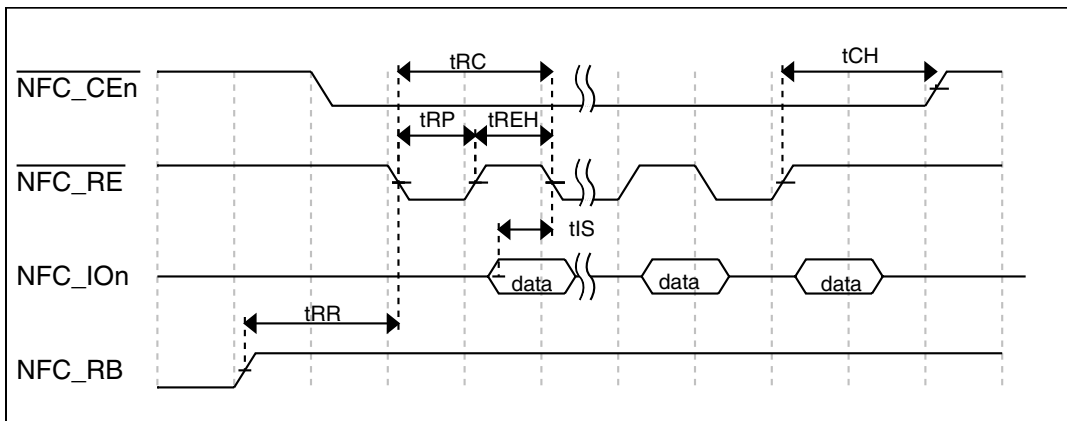 tRC
tCH
NFC_CEn
tRP
tREH
NFC_RE
tIS
NFC_IOn
data
data
data
tRR
NFC_RB